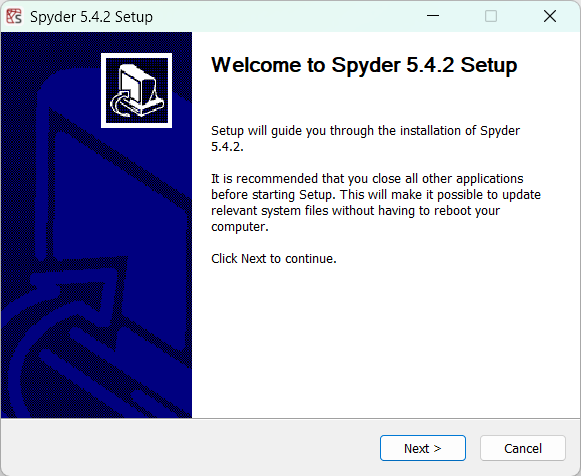 Spyder 5.4.2 Setup
Welcome to Spyder 5.4.2 Setup
Setup will guide you through the installation of Spyder
5.4.2.
It is recommended that you close all other applications
before starting Setup. This will make it possible to update
relevant system files without having to reboot your
computer.
Click Next to continue.
Next >
Cancel